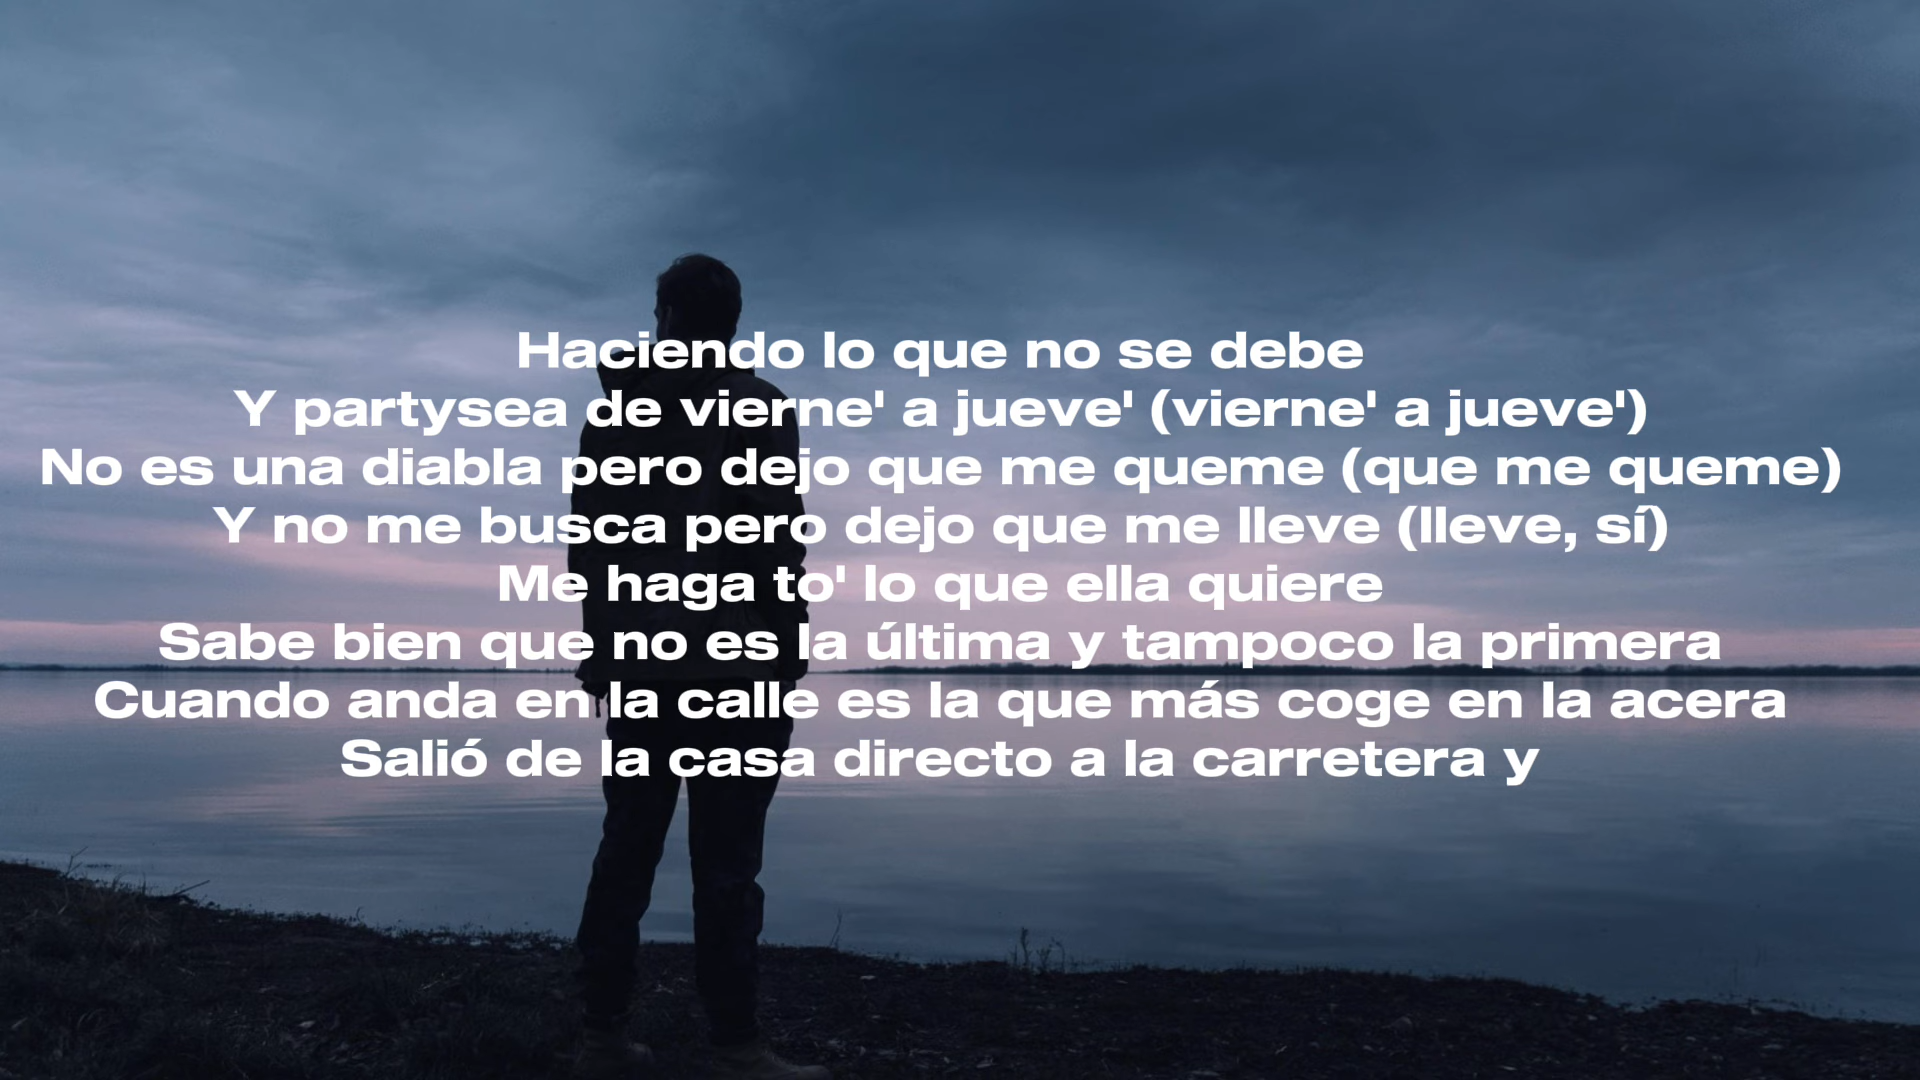 Haciendo lo que no se debe
Y partysea de vierne' a jueve' (vierne' a jueve')
No es una diabla pero dejo que me queme (que me queme)
Y no me busca pero dejo que me lleve (lleve, sí)
Me haga to' lo que ella quiere
Sabe bien que no es la última y tampoco la primera
Cuando anda en la calle es la que más coge en la acera
Salió de la casa directo a la carretera y